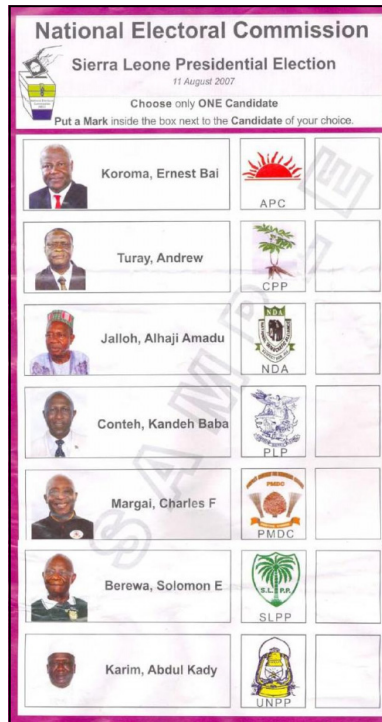 National Electoral Commission
Sierra Leone Presidential Election
11 August 2007
Choose only ONE Candidate
Put a Mark inside the box next to the Candidate of your choice.
Koroma, Ernest Bai
APC
Turay, Andrew
CPP
Jalloh, Alhaji Amadu
NDA
NDA
Conteh, Kandeh Baba
PLP
Margai, Charles F
PMDC
PMDC
Berewa, Solomon E
S.L.P.P.
SLPP
Karim, Abdul Kady
UNPP
SAMPLE